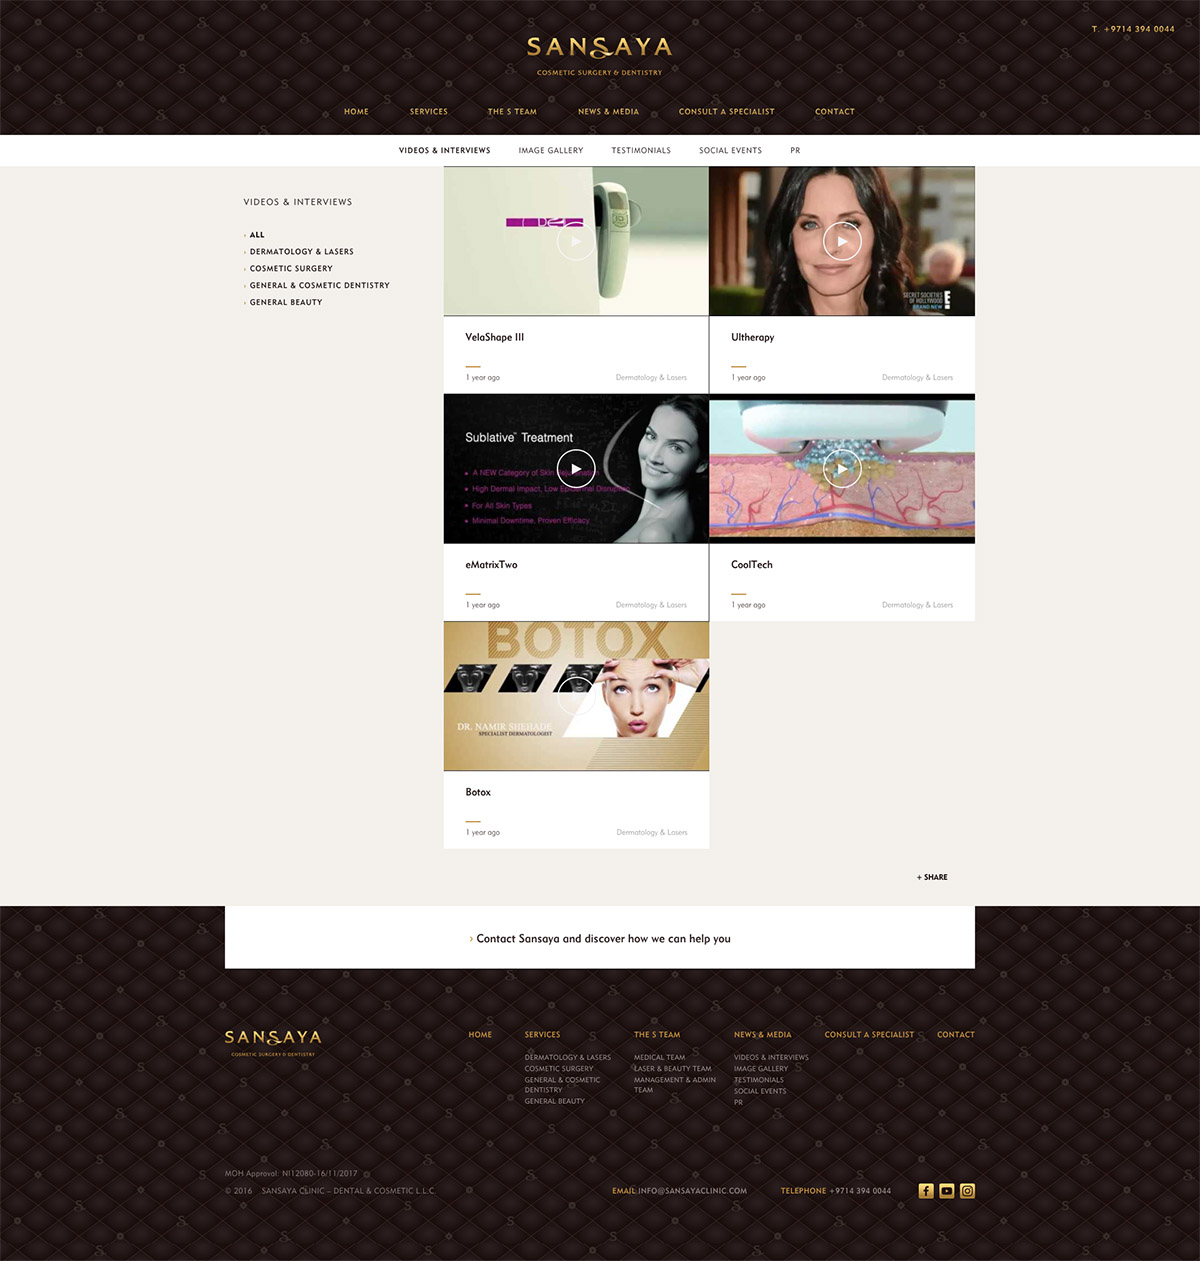 T. +9714 394 0044
SANSAYA
COSMETIC SURGERY & DENTISTRY
HOME SERVICES THE S TEAM NEWS & MEDIA CONSULT A SPECIALIST CONTACT
VIDEOS & INTERVIEWS IMAGE GALLERY TESTIMONIALS SOCIAL EVENTS PR
VIDEOS & INTERVIEWS
› ALL
› DERMATOLOGY & LASERS
› COSMETIC SURGERY
› GENERAL & COSMETIC DENTISTRY
› GENERAL BEAUTY
SECRET SOCIETIES
OF HOLLYWOOD
BRAND NEW
E
VelaShape III
1 year ago Dermatology & Lasers
Ultherapy
1 year ago Dermatology & Lasers
Sublative™ Treatment
• A NEW Category of Skin Rejuvenation
• High Dermal Impact, Low Epidermal Disruption
• For All Skin Types
• Minimal Downtime, Proven Efficacy
eMatrixTwo
1 year ago Dermatology & Lasers
CoolTech
1 year ago Dermatology & Lasers
BOTOX
DR. NAMIR SHEHADE
SPECIALIST DERMATOLOGIST
Botox
1 year ago Dermatology & Lasers
+ SHARE
› Contact Sansaya and discover how we can help you
SANSAYA
COSMETIC SURGERY & DENTISTRY
HOME
SERVICES
DERMATOLOGY & LASERS
COSMETIC SURGERY
GENERAL & COSMETIC
DENTISTRY
GENERAL BEAUTY
THE S TEAM
MEDICAL TEAM
LASER & BEAUTY TEAM
MANAGEMENT & ADMIN
TEAM
NEWS & MEDIA
VIDEOS & INTERVIEWS
IMAGE GALLERY
TESTIMONIALS
SOCIAL EVENTS
PR
CONSULT A SPECIALIST
CONTACT
MOH Approval: NI12080-16/11/2017
© 2016 SANSAYA CLINIC – DENTAL & COSMETIC L.L.C.
EMAIL INFO@SANSAYACLINIC.COM
TELEPHONE +9714 394 0044